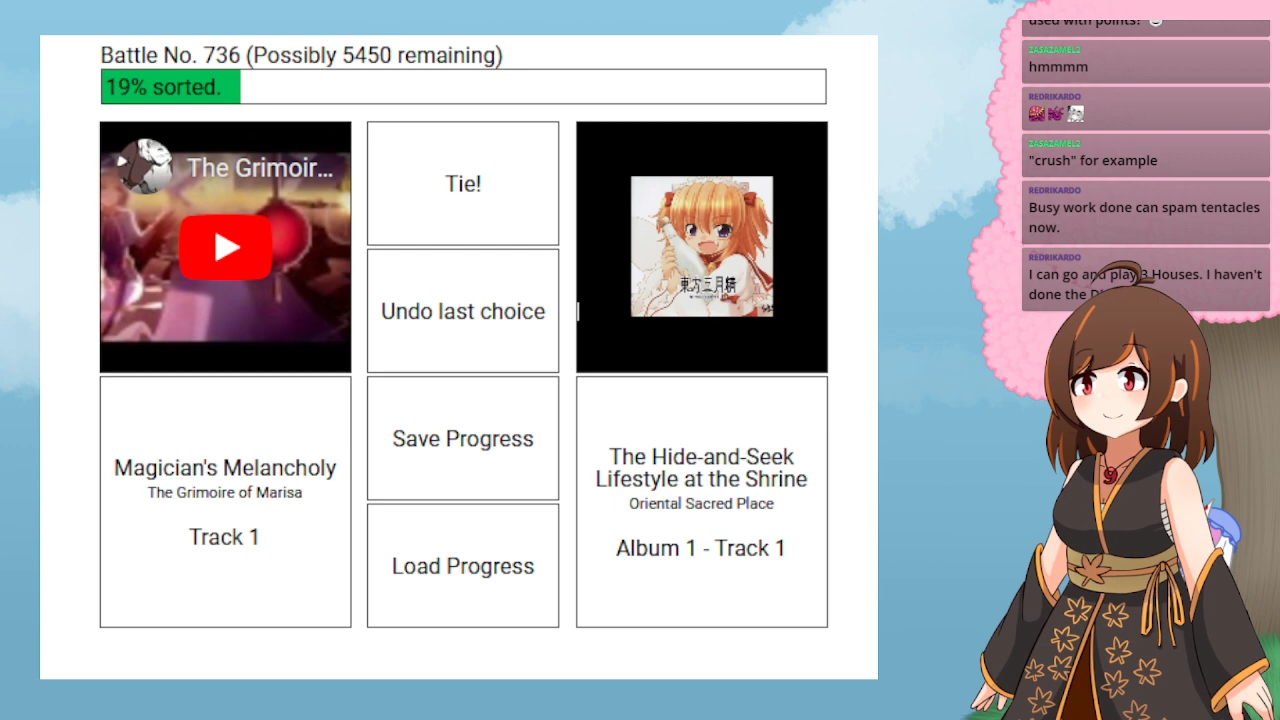 Battle No. 736 (Possibly 5450 remaining)
19% sorted.
The Grimoir...
Tie!
Undo last choice
東方三月精
Save Progress
Load Progress
Magician's Melancholy
The Grimoire of Marisa
Track 1
The Hide-and-Seek
Lifestyle at the Shrine
Oriental Sacred Place
Album 1 - Track 1
used with points?
ZASAZAMEL2
hmmmm
REDRIKARDO
ZASAZAMEL2
"crush" for example
REDRIKARDO
Busy work done can spam tentacles
now.
REDRIKARDO
I can go and play 3 Houses. I haven't
done the